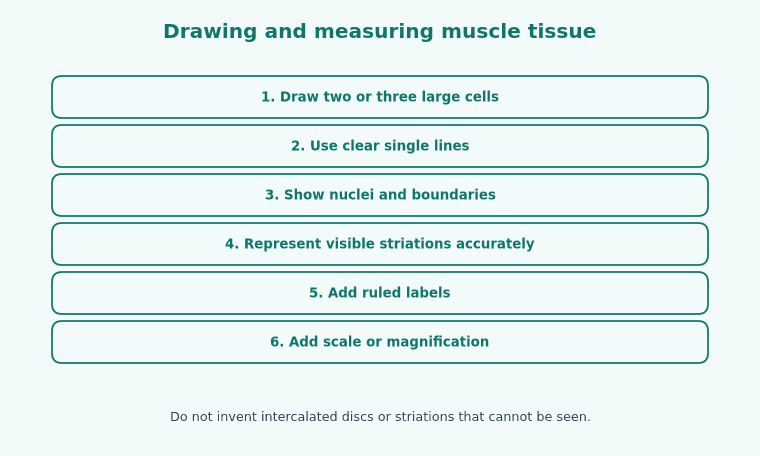 Drawing and measuring muscle tissue
1. Draw two or three large cells
2. Use clear single lines
3. Show nuclei and boundaries
4. Represent visible striations accurately
5. Add ruled labels
6. Add scale or magnification
Do not invent intercalated discs or striations that cannot be seen.